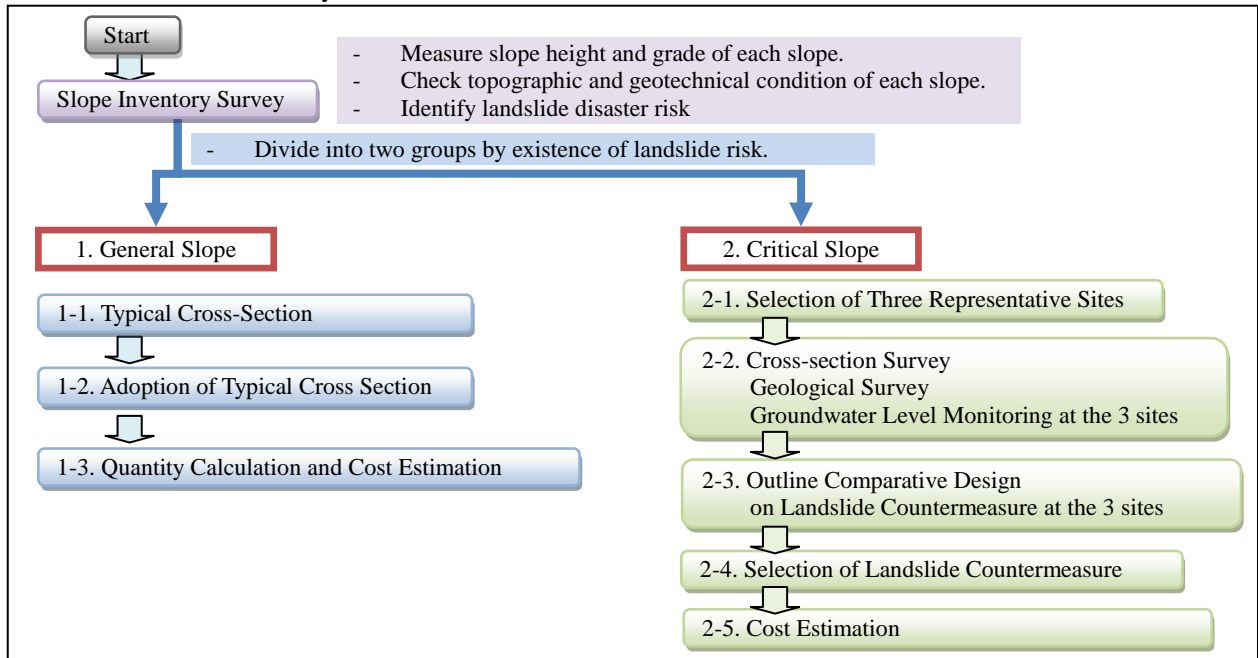 Start
Slope Inventory Survey
- Measure slope height and grade of each slope.
- Check topographic and geotechnical condition of each slope.
- Identify landslide disaster risk
- Divide into two groups by existence of landslide risk.
1. General Slope
1-1. Typical Cross-Section
1-2. Adoption of Typical Cross Section
1-3. Quantity Calculation and Cost Estimation
2. Critical Slope
2-1. Selection of Three Representative Sites
2-2. Cross-section Survey
Geological Survey
Groundwater Level Monitoring at the 3 sites
2-3. Outline Comparative Design
on Landslide Countermeasure at the 3 sites
2-4. Selection of Landslide Countermeasure
2-5. Cost Estimation